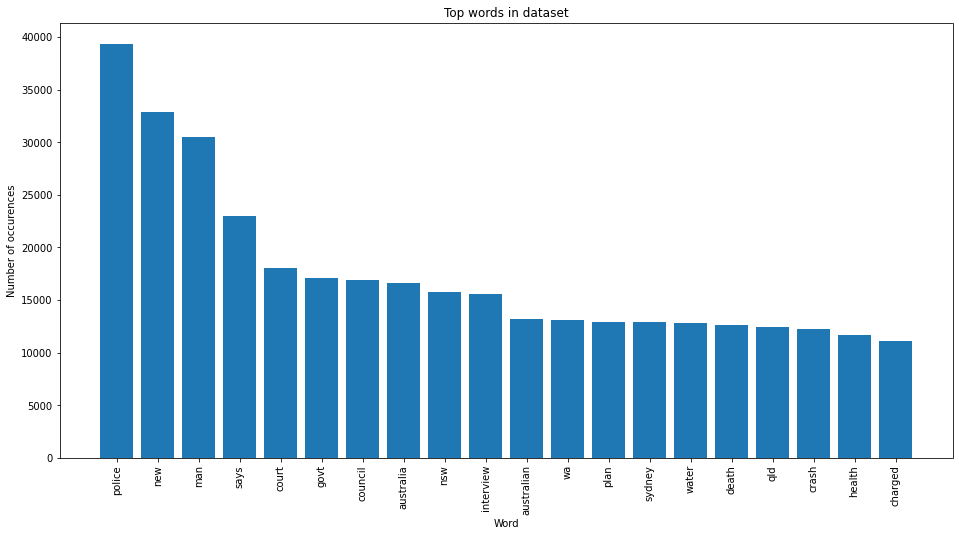 Top words in dataset
40000
35000
30000
25000
20000
15000
10000
5000
0
Number of occurences
police
new
man
says
court
govt
council
australia
nsw
interview
australian
wa
plan
sydney
water
death
qld
crash
health
charged
Word